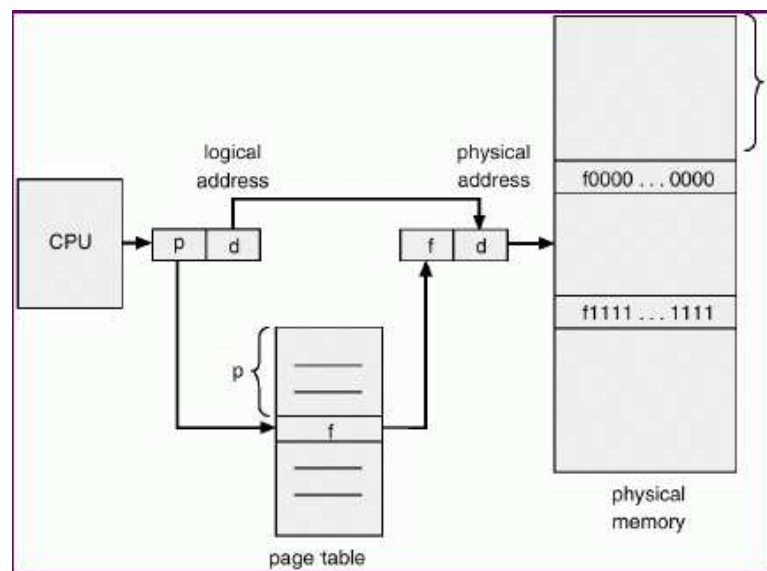 logical
address
physical
address
f0000 . . . 0000
CPU
p
d
f
d
f1111 . . . 1111
p
f
physical
memory
page table